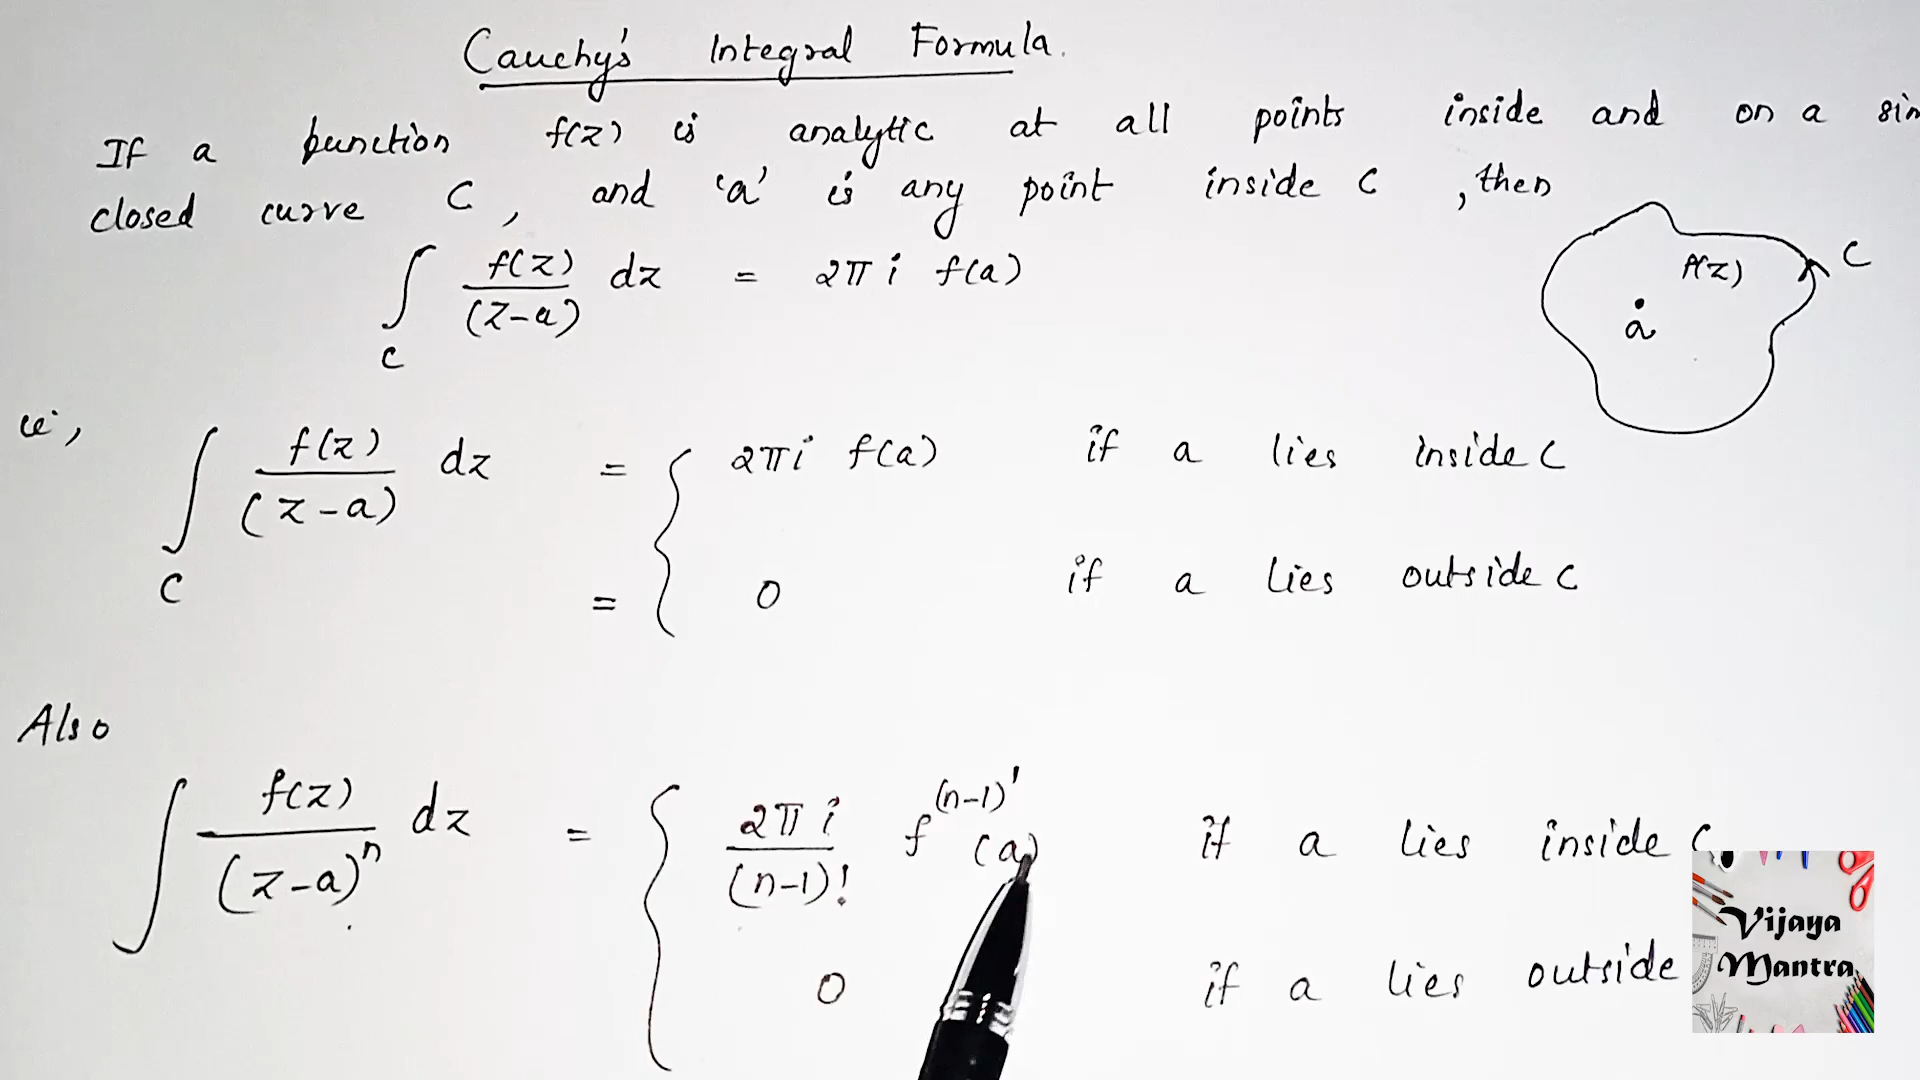 Cauchy's Integral Formula.
If a function f(z) is analytic at all points inside and on a sim
closed curve C, and 'a' is any point inside C, then
∫_C f(z)/(z-a) dz = 2πi f(a)
f(z) C
a
ie,
∫_C f(z)/(z-a) dz = { 2πi f(a) if a lies inside C
= { 0 if a lies outside C
Also
∫ f(z)/(z-a)^n dz = { 2πi/(n-1)! f^(n-1)' (a) if a lies inside C
0 if a lies outside
Vijaya
Mantra